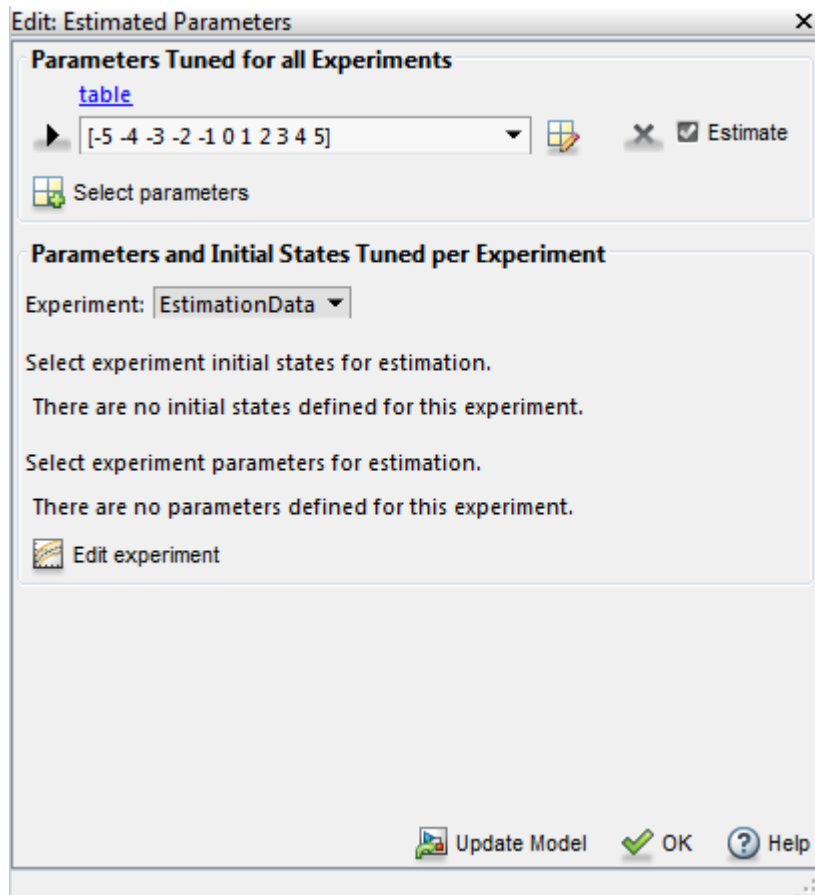 Edit: Estimated Parameters
Parameters Tuned for all Experiments
table
[-5 -4 -3 -2 -1 0 1 2 3 4 5]
Estimate
Select parameters
Parameters and Initial States Tuned per Experiment
Experiment: EstimationData
Select experiment initial states for estimation.
There are no initial states defined for this experiment.
Select experiment parameters for estimation.
There are no parameters defined for this experiment.
Edit experiment
Update Model OK Help